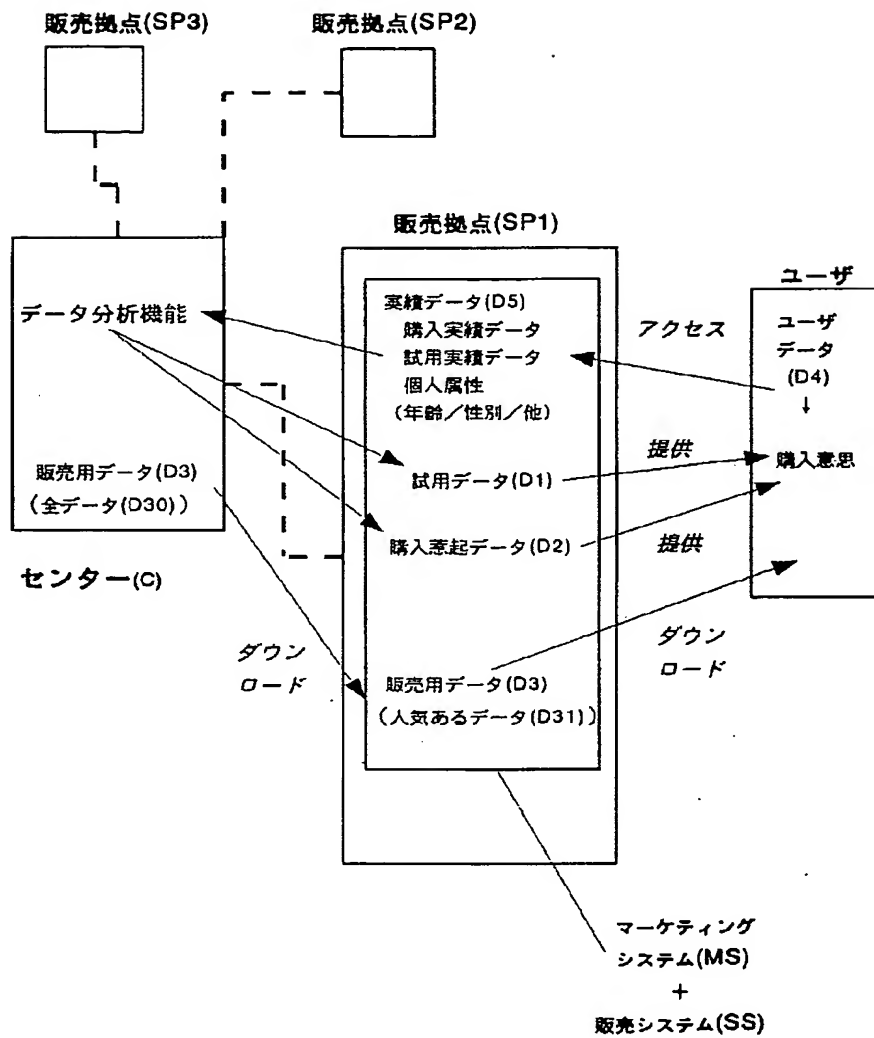 販売拠点(SP3)
販売拠点(SP2)
販売拠点(SP1)
データ分析機能
販売用データ(D3)
(全データ(D30))
センター(C)
実績データ(D5)
購入実績データ
試用実績データ
個人属性
(年齢/性別/他)
試用データ(D1)
購入惹起データ(D2)
販売用データ(D3)
(人気あるデータ(D31))
アクセス
提供
提供
ダウン
ロード
ダウン
ロード
ユーザ
ユーザ
データ
(D4)
↓
購入意思
マーケティング
システム(MS)
+
販売システム(SS)